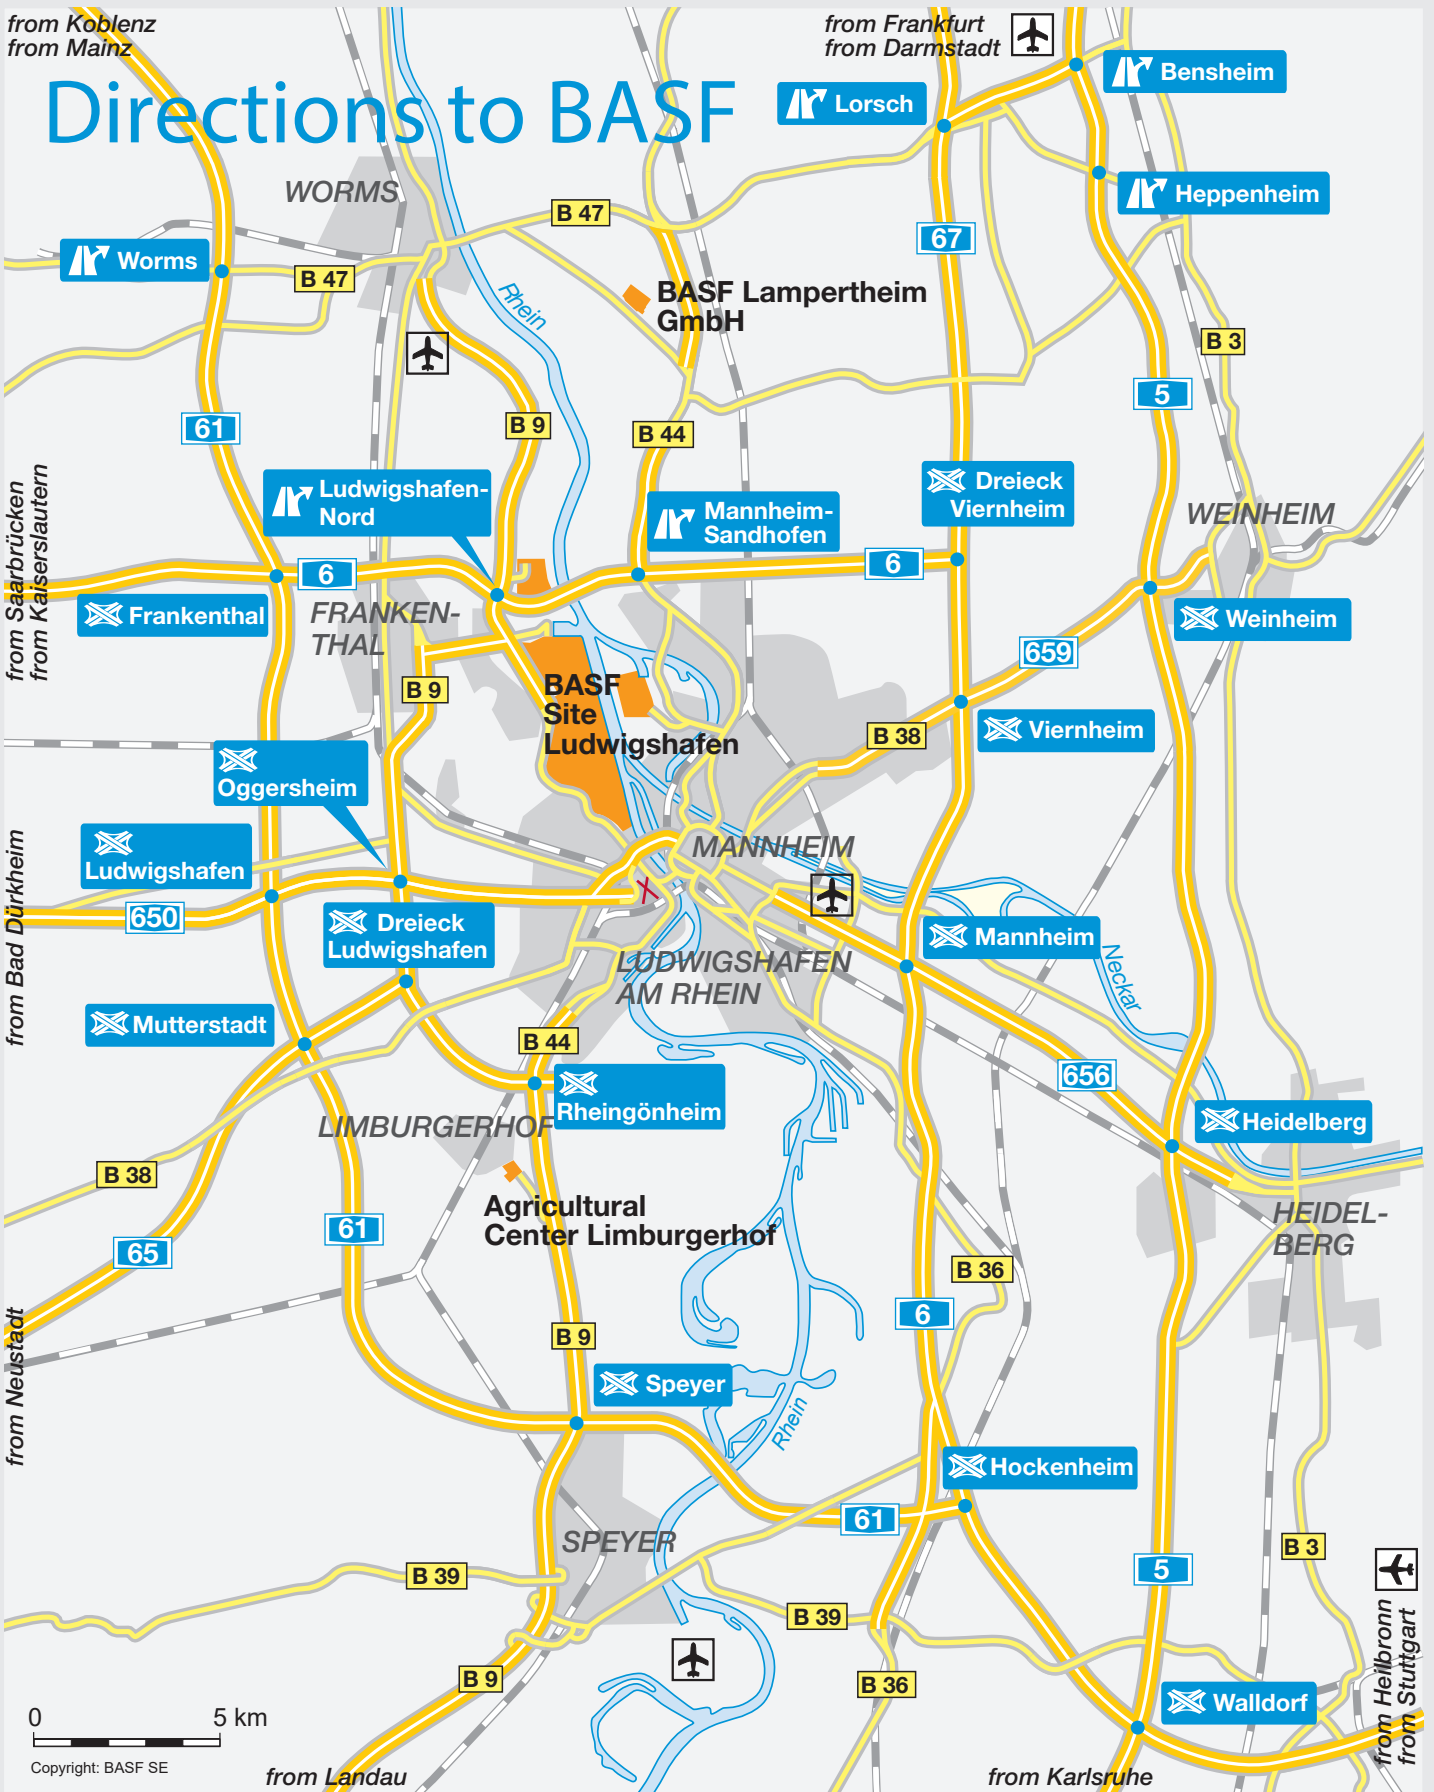 from Koblenz
from Mainz
from Frankfurt
from Darmstadt
Directions to BASF
Bensheim
Lorsch
WORMS
Heppenheim
B 47
67
Worms
B 47
Rhein
BASF Lampertheim
GmbH
B 3
5
61
B 9
B 44
from Saarbrücken
from Kaiserslautern
Ludwigshafen-
Nord
Mannheim-
Sandhofen
Dreieck
Viernheim
WEINHEIM
6
6
Frankenthal
FRANKEN-
THAL
Weinheim
659
B 9
BASF
Site
Ludwigshafen
B 38
Viernheim
Oggersheim
MANNHEIM
Ludwigshafen
from Bad Dürkheim
650
Dreieck
Ludwigshafen
Mannheim
LUDWIGSHAFEN
AM RHEIN
Neckar
Mutterstadt
B 44
656
Rheingönheim
LIMBURGERHOF
Heidelberg
B 38
Agricultural
Center Limburgerhof
HEIDEL-
BERG
61
65
B 36
6
from Neustadt
B 9
Speyer
Rhein
Hockenheim
61
SPEYER
B 3
B 39
5
B 39
from Heilbronn
from Stuttgart
B 9
B 36
Walldorf
0 5 km
Copyright: BASF SE
from Landau
from Karlsruhe